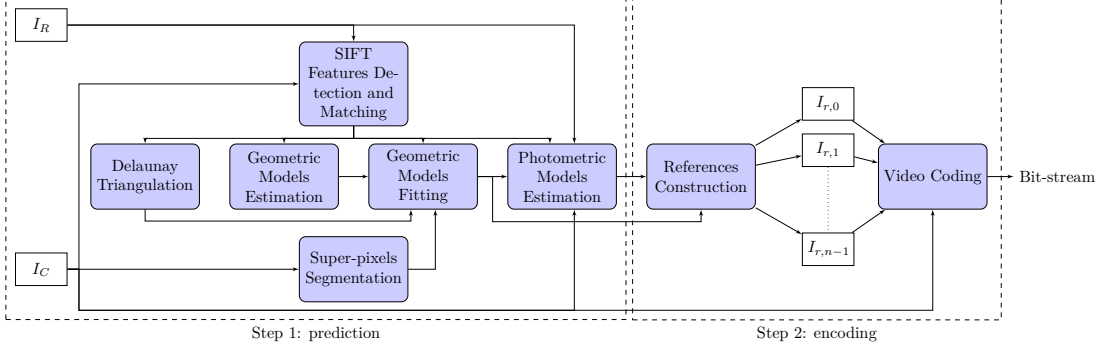 I_R
SIFT
Features De-
tection and
Matching
Delaunay
Triangulation
Geometric
Models
Estimation
Geometric
Models
Fitting
Photometric
Models
Estimation
I_C
Super-pixels
Segmentation
Step 1: prediction
References
Construction
I_{r,0}
I_{r,1}
I_{r,n−1}
Video Coding
Bit-stream
Step 2: encoding